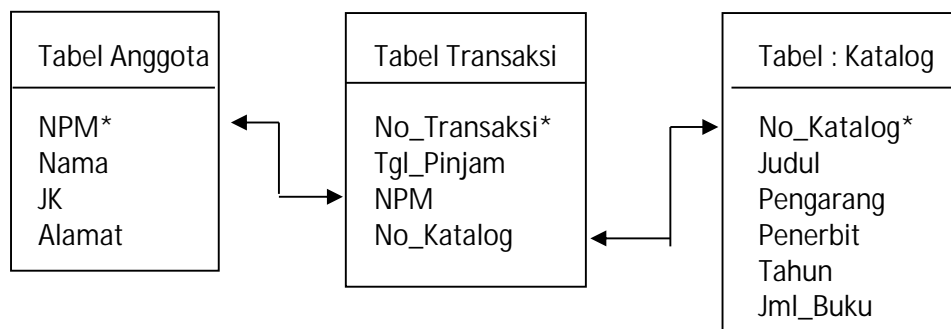 Tabel Anggota
NPM*
Nama
JK
Alamat
Tabel Transaksi
No_Transaksi*
Tgl_Pinjam
NPM
No_Katalog
Tabel : Katalog
No_Katalog*
Judul
Pengarang
Penerbit
Tahun
Jml_Buku